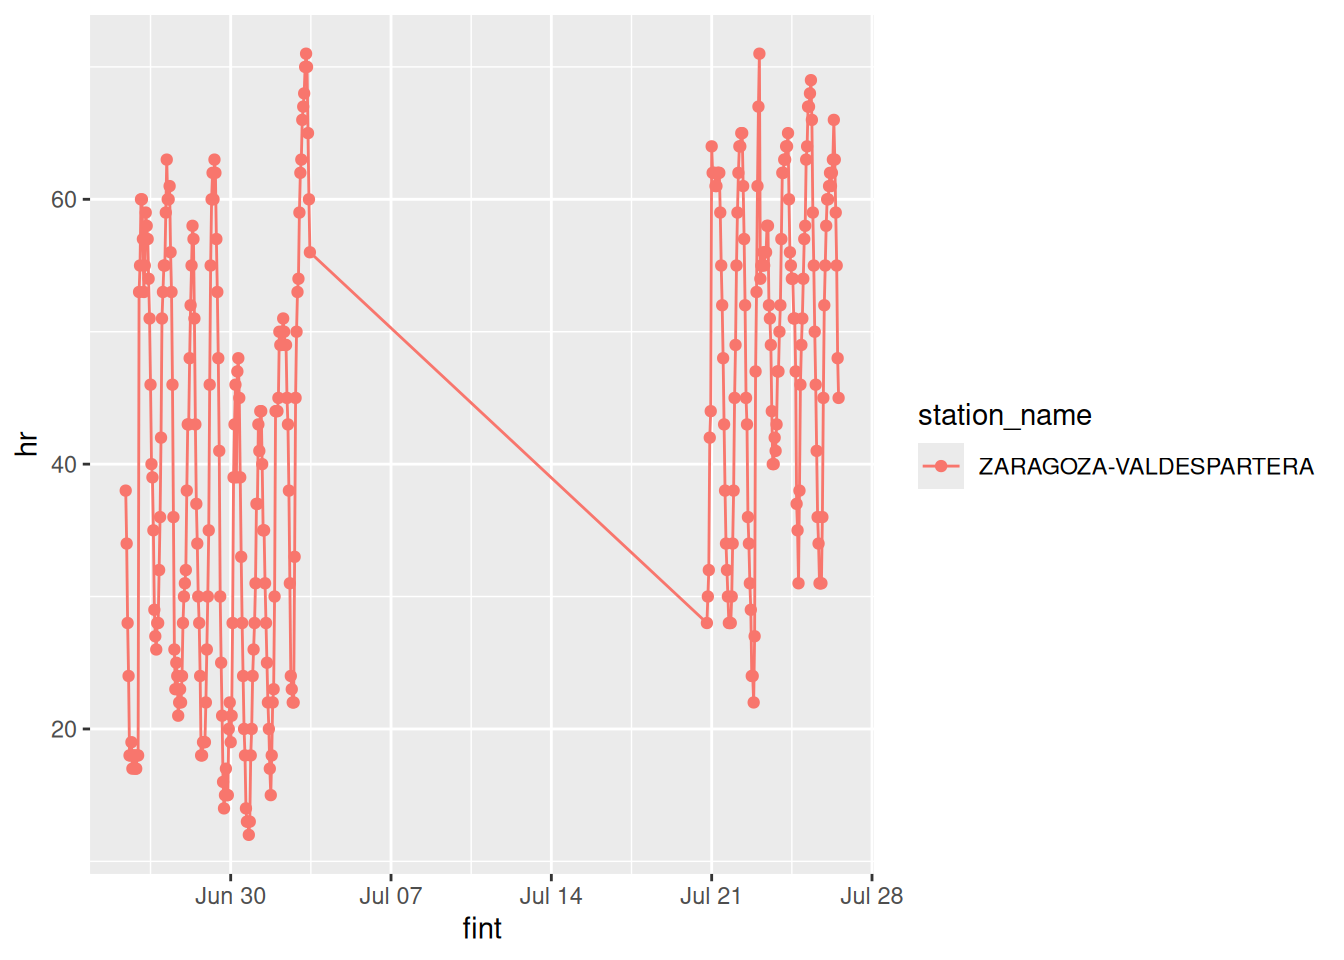 60
40
20
hr
Jun 30
Jul 07
Jul 14
Jul 21
Jul 28
fint
station_name
ZARAGOZA-VALDESPARTERA